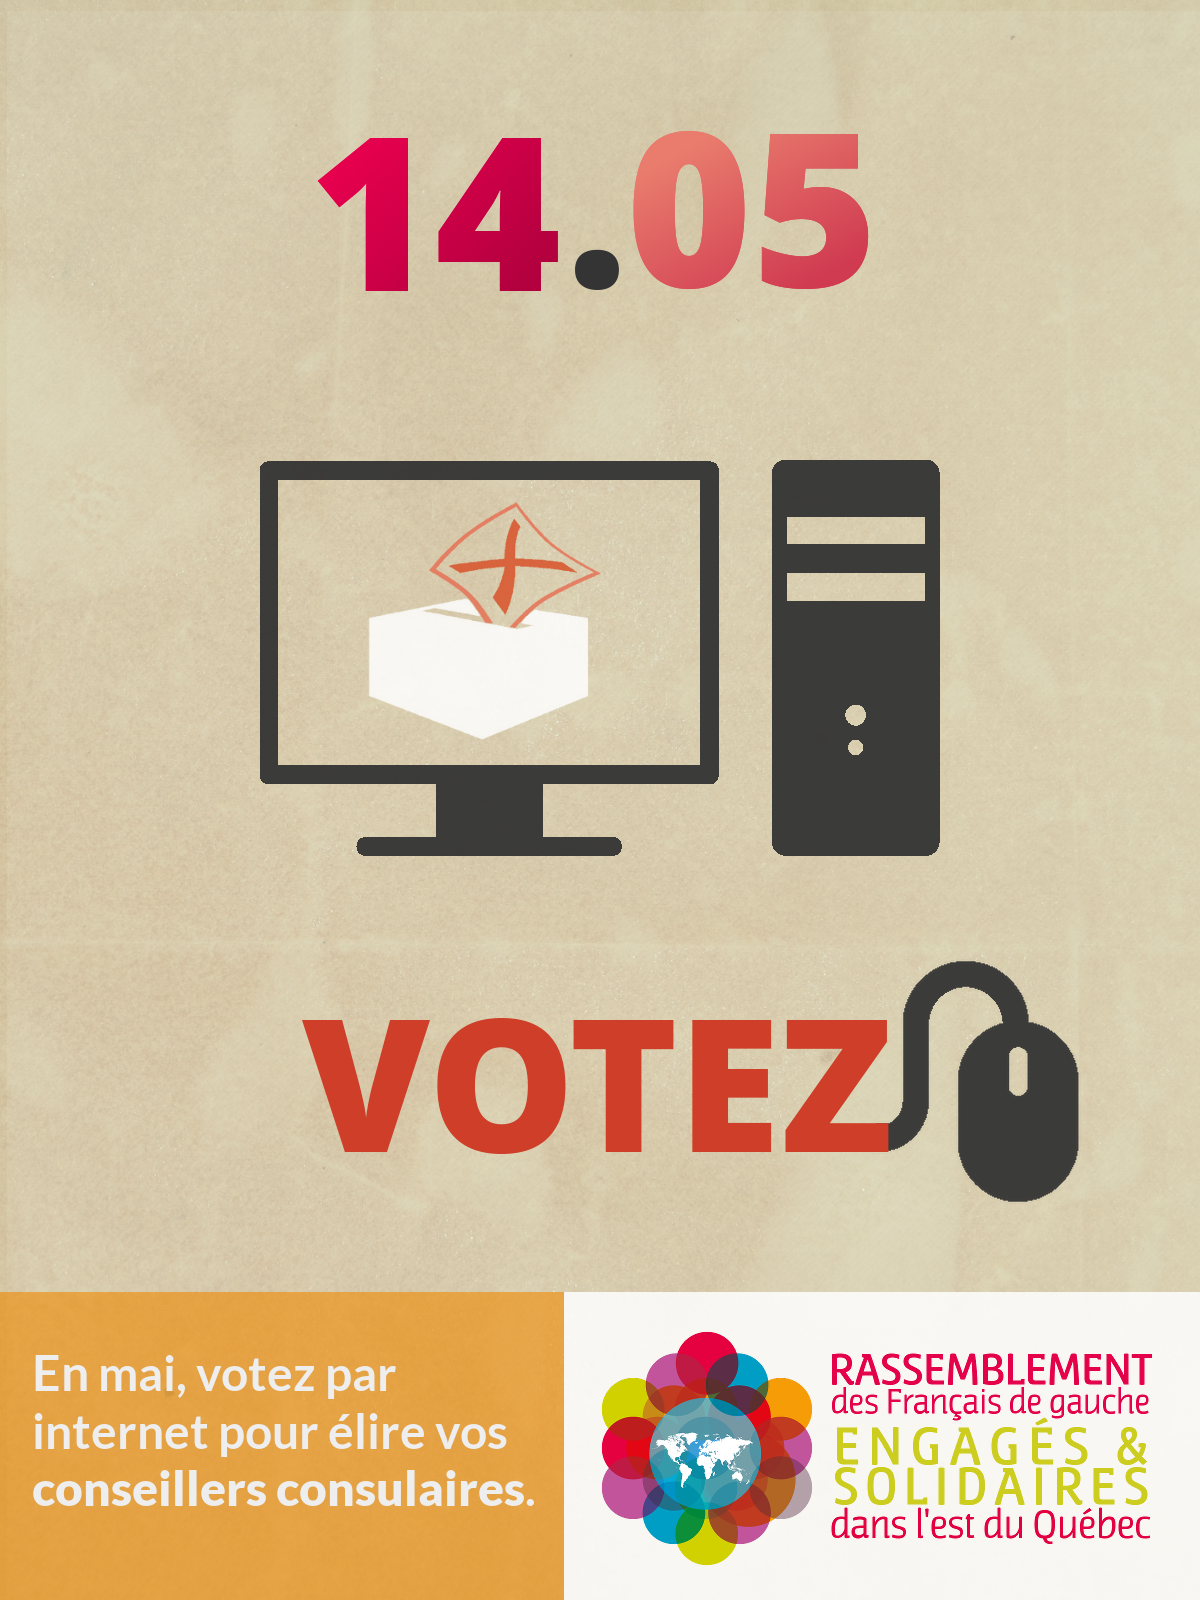 14.05
VOTEZ
En mai, votez par
internet pour élire vos
conseillers consulaires.
RASSEMBLEMENT
des Français de gauche
ENGAGÉS &
SOLIDAIRES
dans l'est du Québec